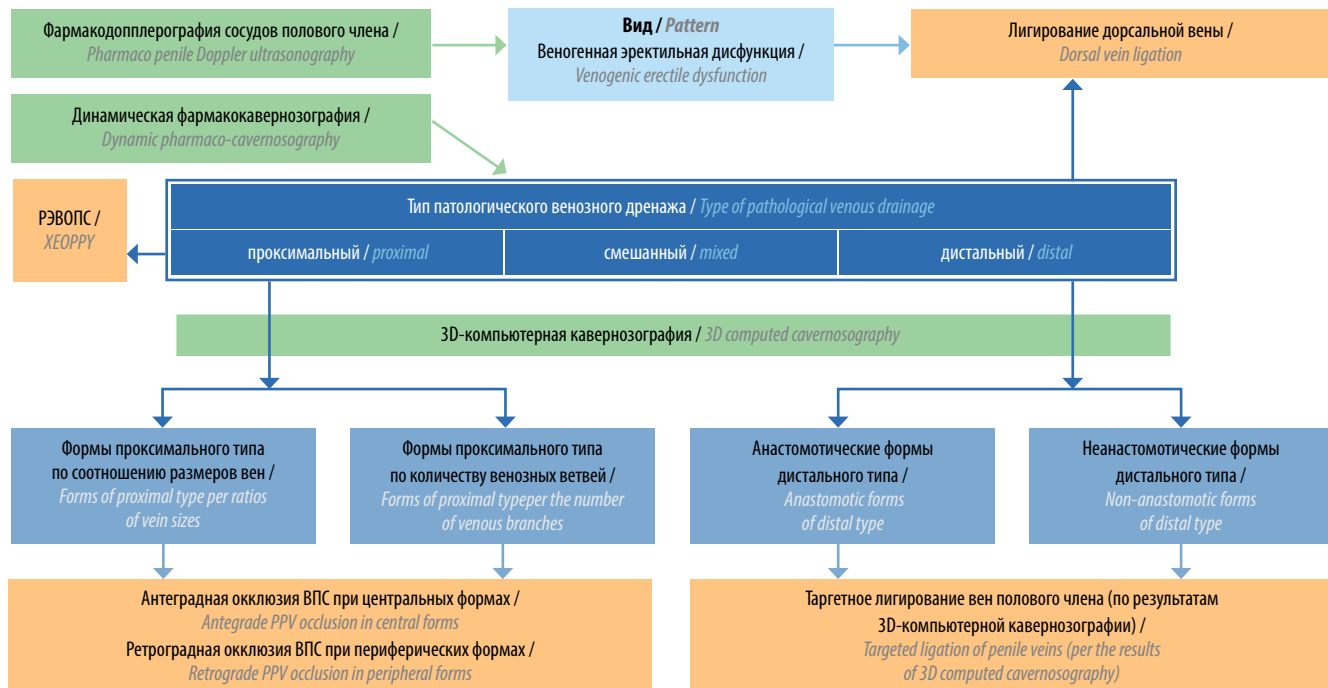 Фармакодопплерография сосудов полового члена /
Pharmaco penile Doppler ultrasonography
Вид / Pattern
Веногенная эректильная дисфункция /
Venogenic erectile dysfunction
Лигирование дорсальной вены /
Dorsal vein ligation
Динамическая фармакокавернозография /
Dynamic pharmaco-cavernosography
РЭВОПС /
XEOPPY
Тип патологического венозного дренажа / Type of pathological venous drainage
проксимальный / proximal
смешанный / mixed
дистальный / distal
3D-компьютерная кавернозография / 3D computed cavernosography
Формы проксимального типа
по соотношению размеров вен /
Forms of proximal type per ratios
of vein sizes
Формы проксимального типа
по количеству венозных ветвей /
Forms of proximal typeper the number
of venous branches
Анастомотические формы
дистального типа /
Anastomotic forms
of distal type
Неанастомотические формы
дистального типа /
Non-anastomotic forms
of distal type
Антеградная окклюзия ВПС при центральных формах /
Antegrade PPV occlusion in central forms
Ретроградная окклюзия ВПС при периферических формах /
Retrograde PPV occlusion in peripheral forms
Таргетное лигирование вен полового члена (по результатам
3D-компьютерной кавернозографии) /
Targeted ligation of penile veins (per the results
of 3D computed cavernosography)